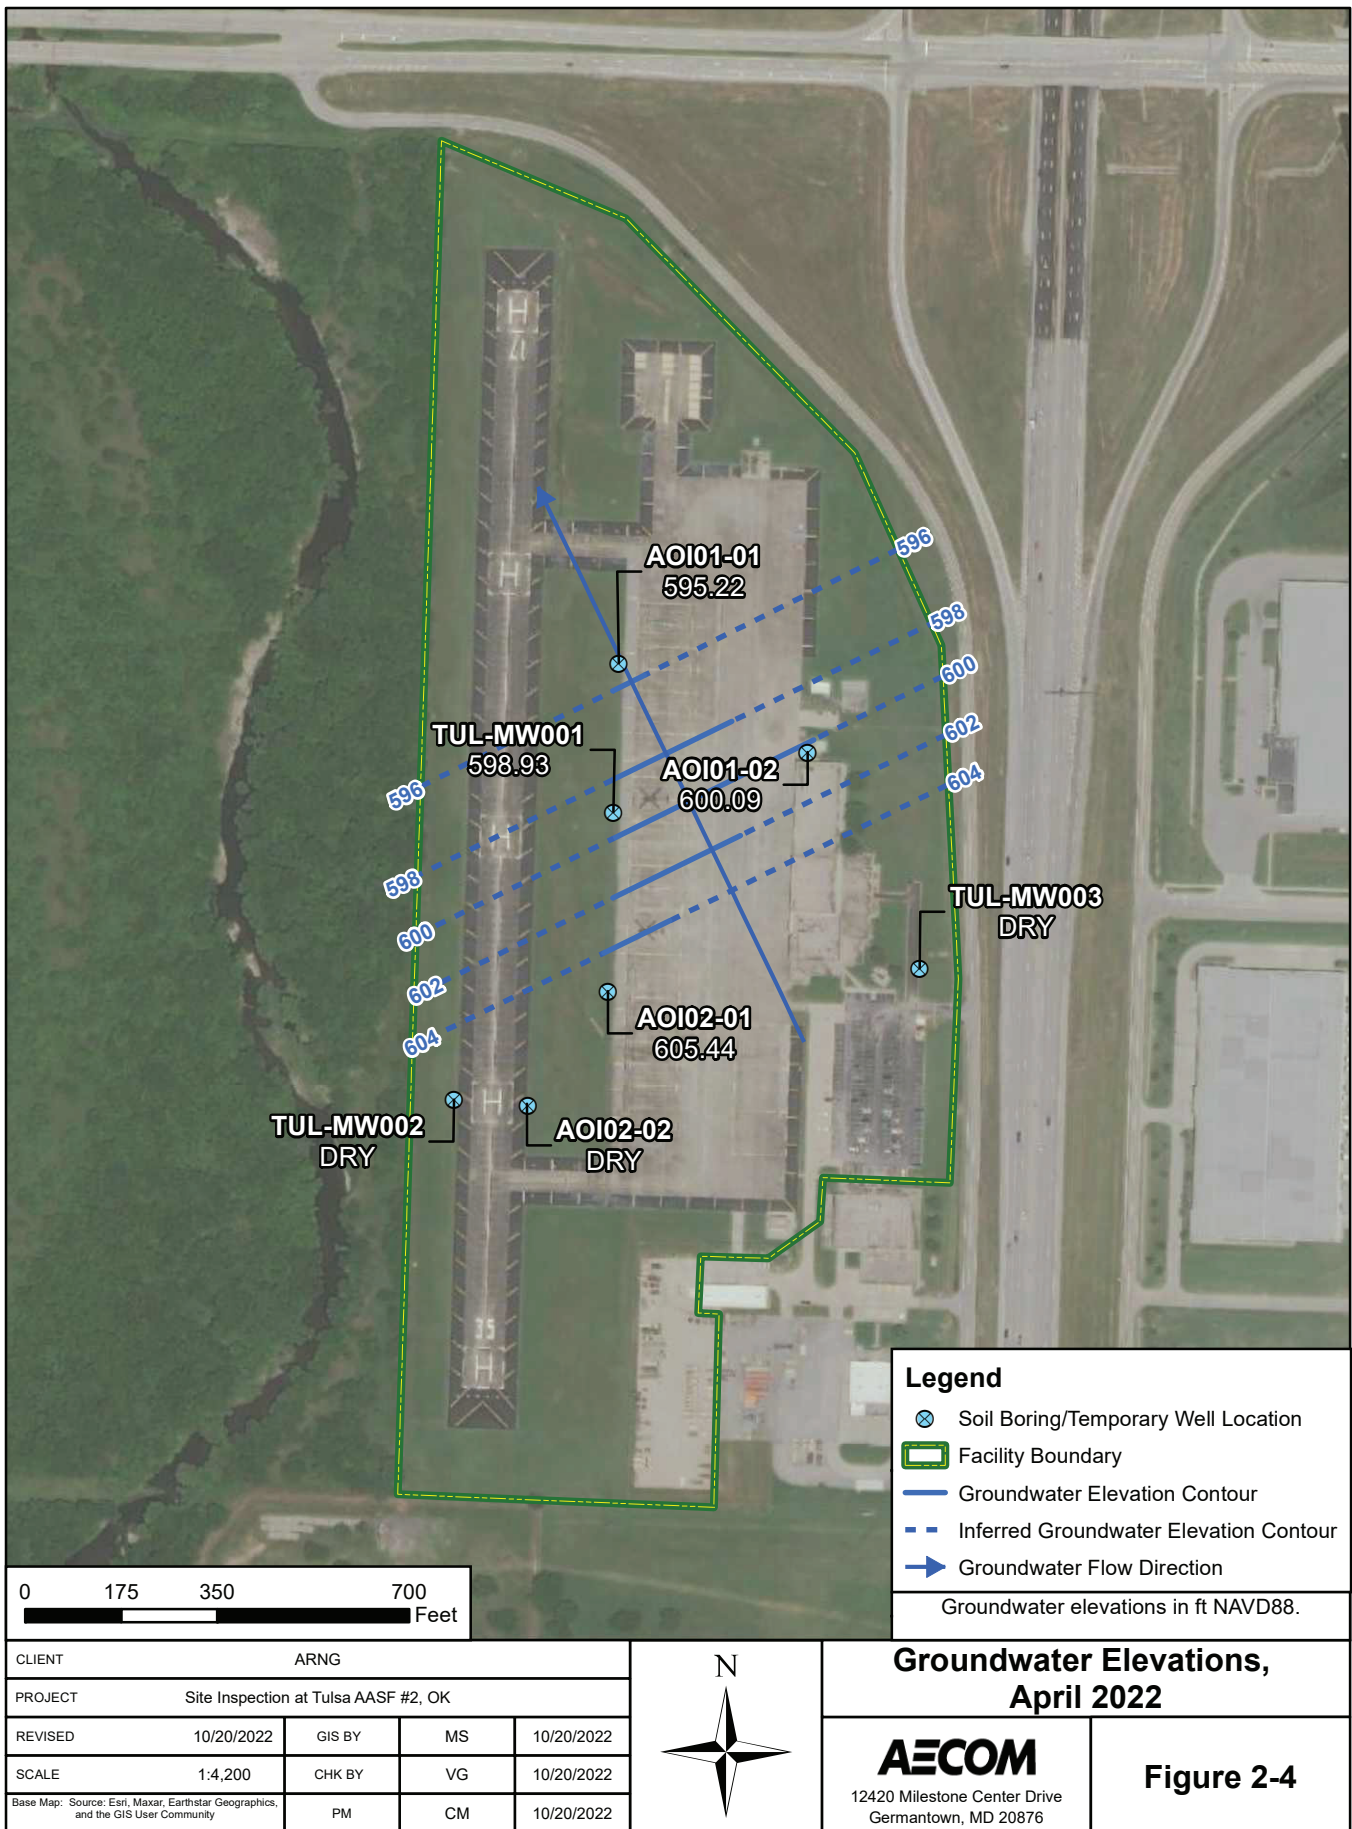 H
17
H
AOI01-01
595.22
596
598
600
602
604
TUL-MW001
598.93
AOI01-02
600.09
596
598
600
602
604
H
TUL-MW003
DRY
AOI02-01
605.44
H
TUL-MW002
DRY
AOI02-02
DRY
35
H
Legend
Soil Boring/Temporary Well Location
Facility Boundary
Groundwater Elevation Contour
Inferred Groundwater Elevation Contour
Groundwater Flow Direction
Groundwater elevations in ft NAVD88.
0 175 350 700
Feet
CLIENT ARNG
PROJECT Site Inspection at Tulsa AASF #2, OK
REVISED 10/20/2022 GIS BY MS 10/20/2022
SCALE 1:4,200 CHK BY VG 10/20/2022
Base Map: Source: Esri, Maxar, Earthstar Geographics,
and the GIS User Community
PM CM 10/20/2022
N
Groundwater Elevations,
April 2022
AECOM
12420 Milestone Center Drive
Germantown, MD 20876
Figure 2-4